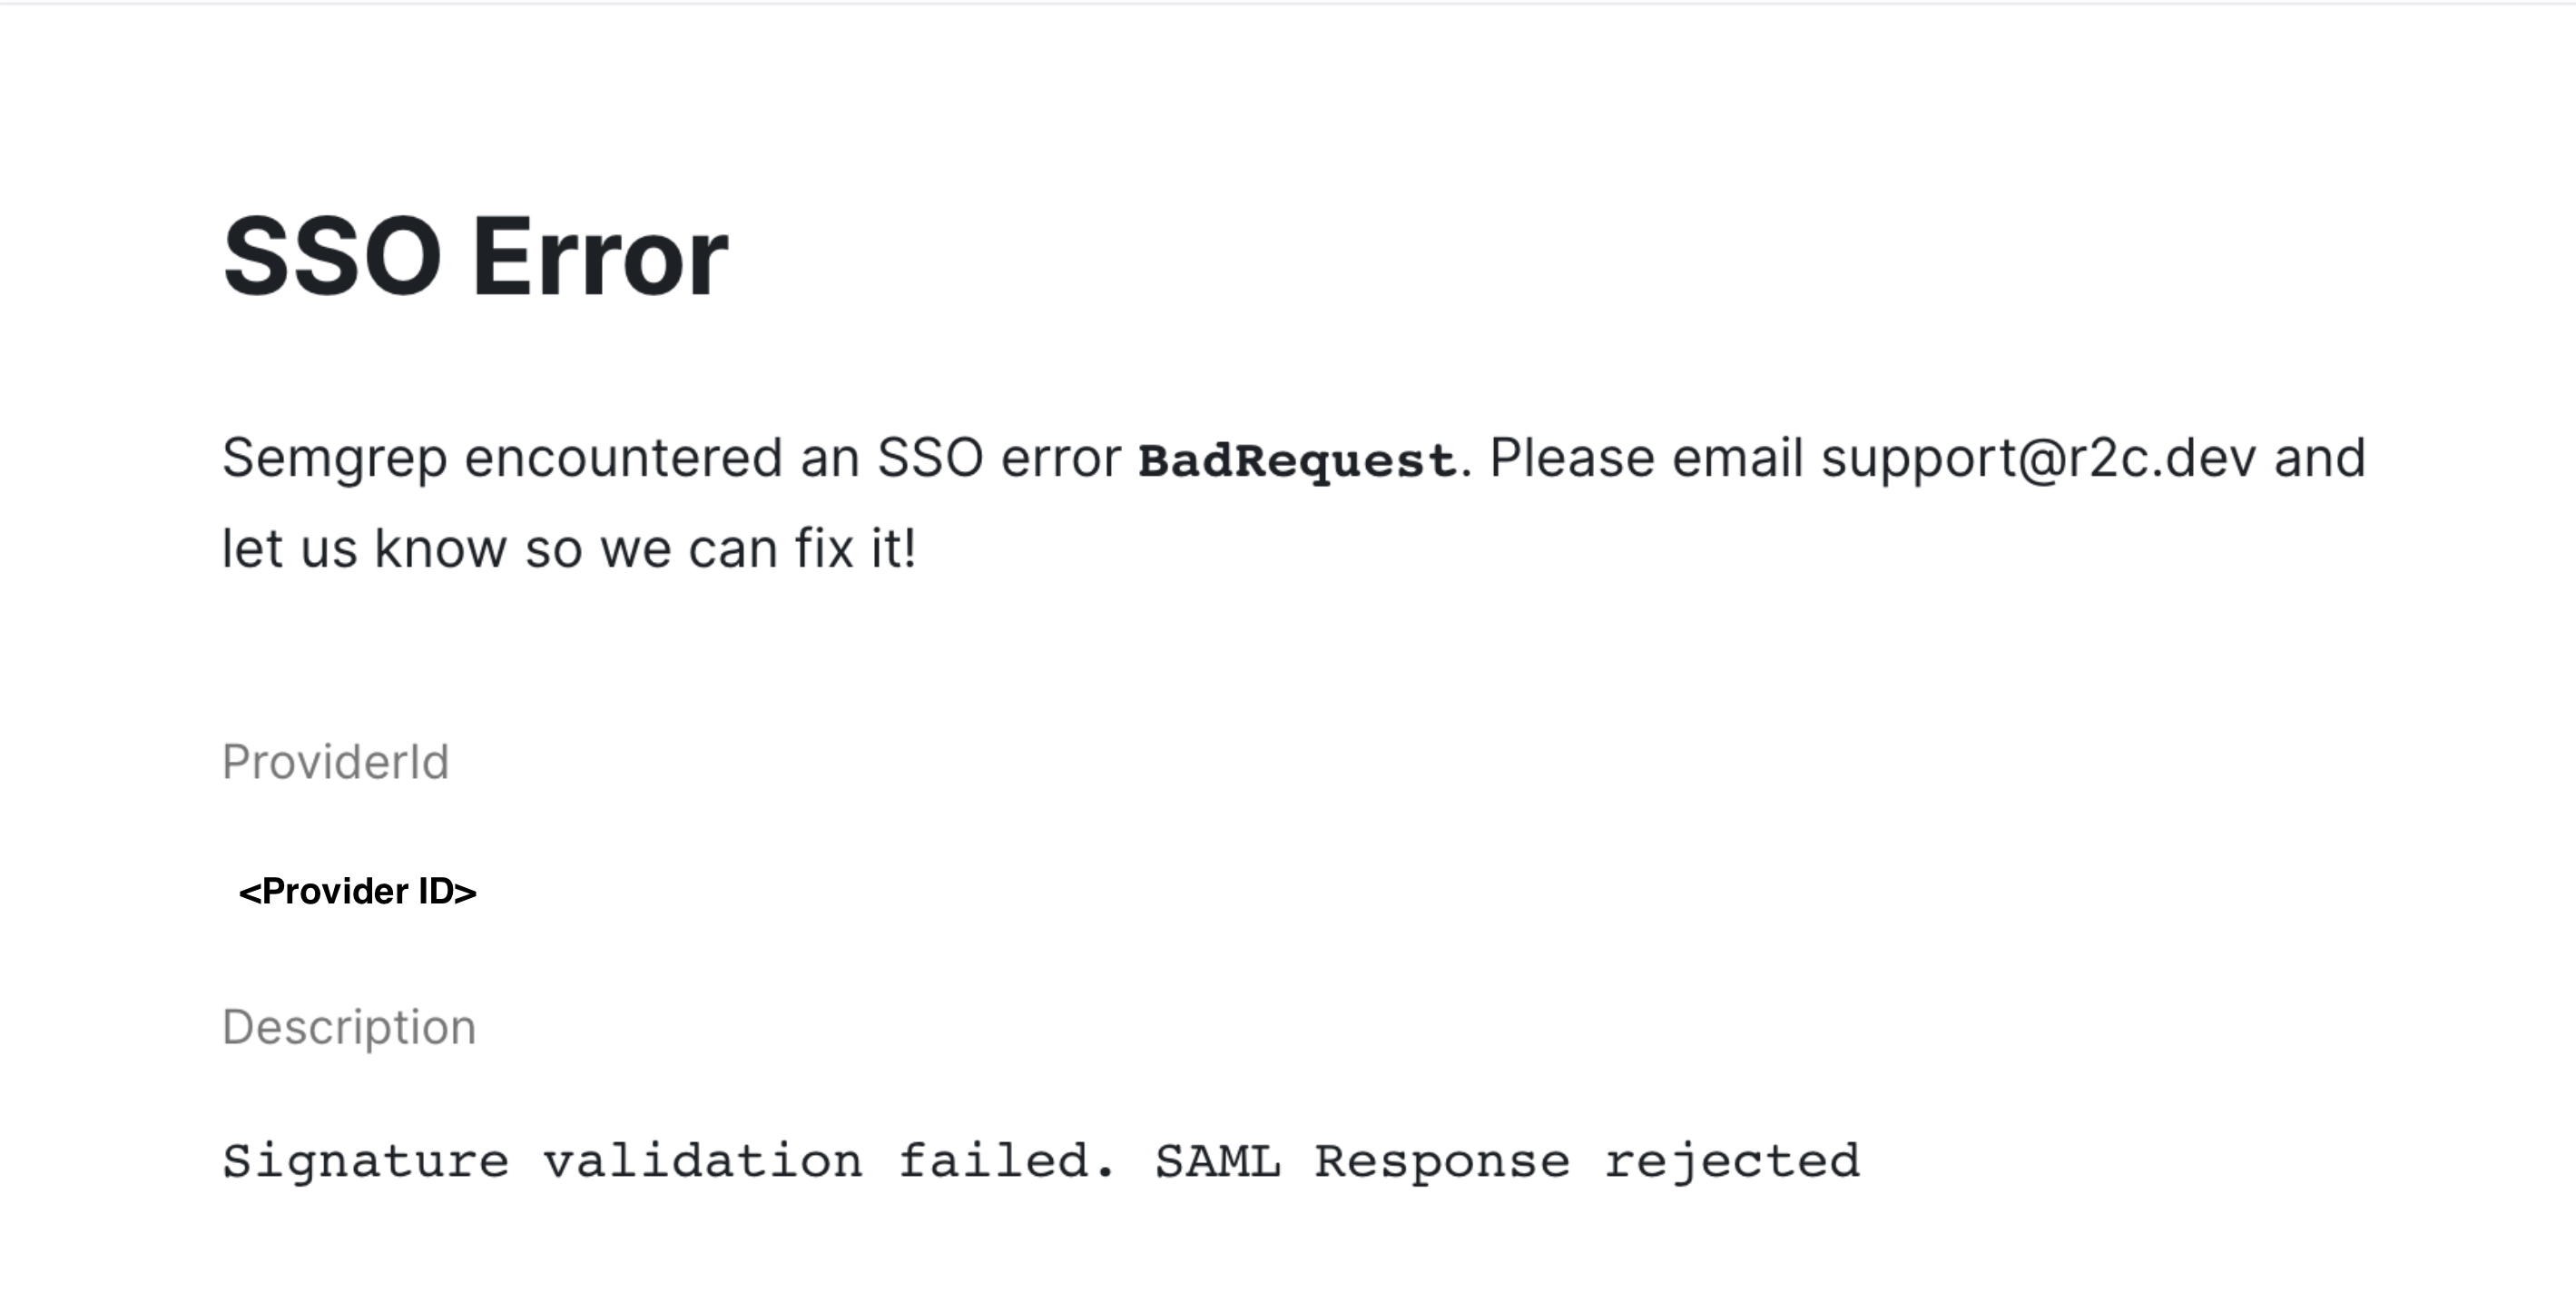 SSO Error
Semgrep encountered an SSO error BadRequest. Please email support@r2c.dev and
let us know so we can fix it!
ProviderId
<Provider ID>
Description
Signature validation failed. SAML Response rejected